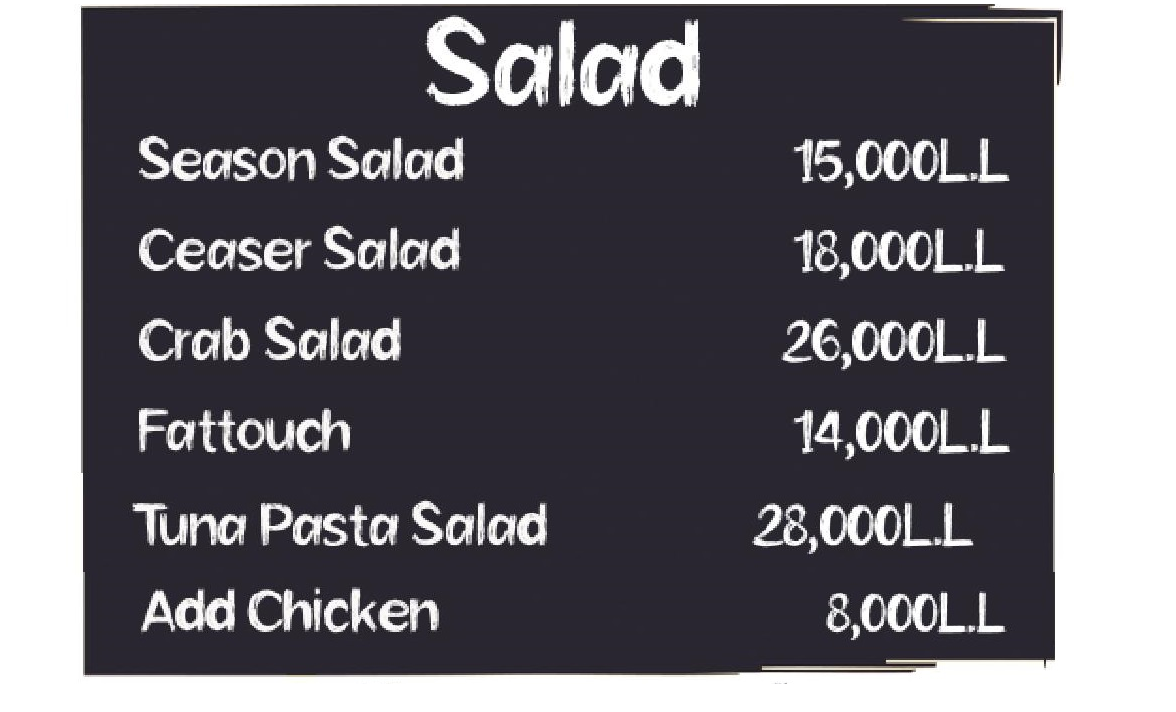 Salad
Season Salad 15,000L.L
Ceaser Salad 18,000L.L
Crab Salad 26,000L.L
Fattouch 14,000L.L
Tuna Pasta Salad 28,000L.L
Add Chicken 8,000L.L